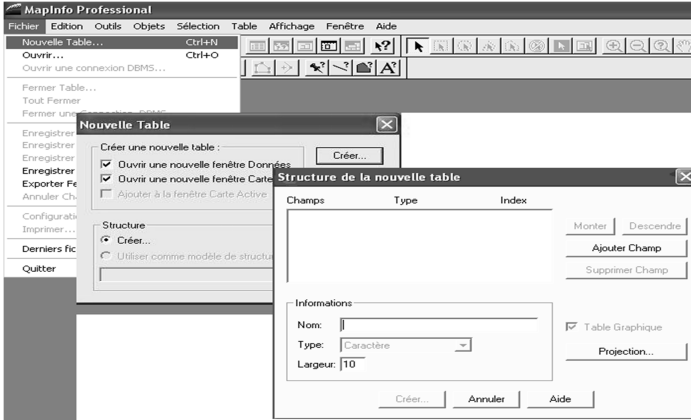 MapInfo Professional
Fichier Edition Outils Objets Sélection Table Affichage Fenêtre Aide
Nouvelle Table... Ctrl+N
Ouvrir... Ctrl+O
Ouvrir une connexion DBMS...
Fermer Table...
Tout Fermer
Fermer une
Enregistrer
Enregistrer
Enregistrer
Enregistrer
Exporter Fe
Annuler Ch
Configurati
Imprimer...
Derniers fic
Quitter
Nouvelle Table
Créer une nouvelle table :
Ouvrir une nouvelle fenêtre Données
Ouvrir une nouvelle fenêtre Carte
Ajouter à la fenêtre Carte Active
Créer...
Structure
Créer...
Utiliser comme modèle de structur
Structure de la nouvelle table
Champs Type Index
Monter Descendre
Ajouter Champ
Supprimer Champ
Informations
Nom:
Type: Caractère
Largeur: 10
Table Graphique
Projection...
Créer... Annuler Aide